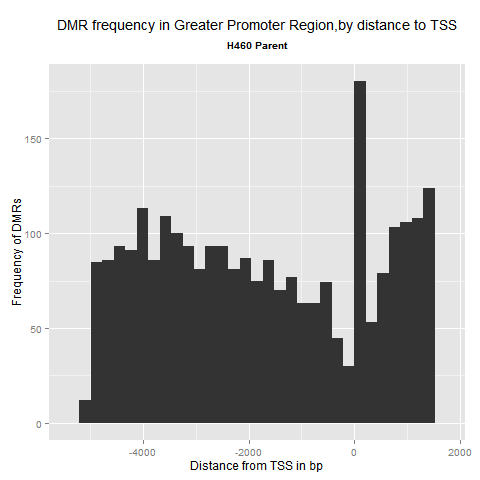 DMR frequency in Greater Promoter Region,by distance to TSS
H460 Parent
Frequency of DMRs
150
100
50
0
-4000
-2000
0
2000
Distance from TSS in bp